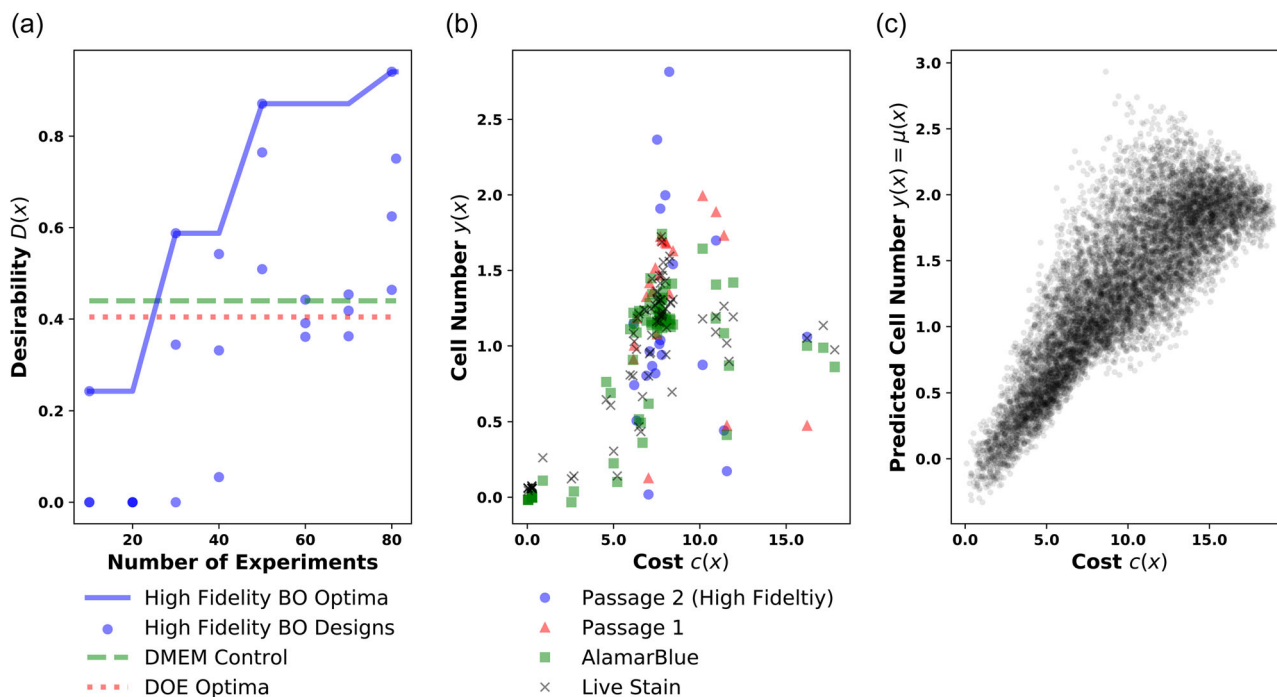 (a)
(b)
(c)
Desirability D(x)
0.8
0.6
0.4
0.2
0.0
20
40
60
80
Number of Experiments
High Fidelity BO Optima
High Fidelity BO Designs
DMEM Control
DOE Optima
Cell Number y(x)
2.5
2.0
1.5
1.0
0.5
0.0
0.0
5.0
10.0
15.0
Cost c(x)
Passage 2 (High Fideltiy)
Passage 1
AlamarBlue
Live Stain
Predicted Cell Number y(x) = μ(x)
3.0
2.5
2.0
1.5
1.0
0.5
0.0
0.0
5.0
10.0
15.0
Cost c(x)